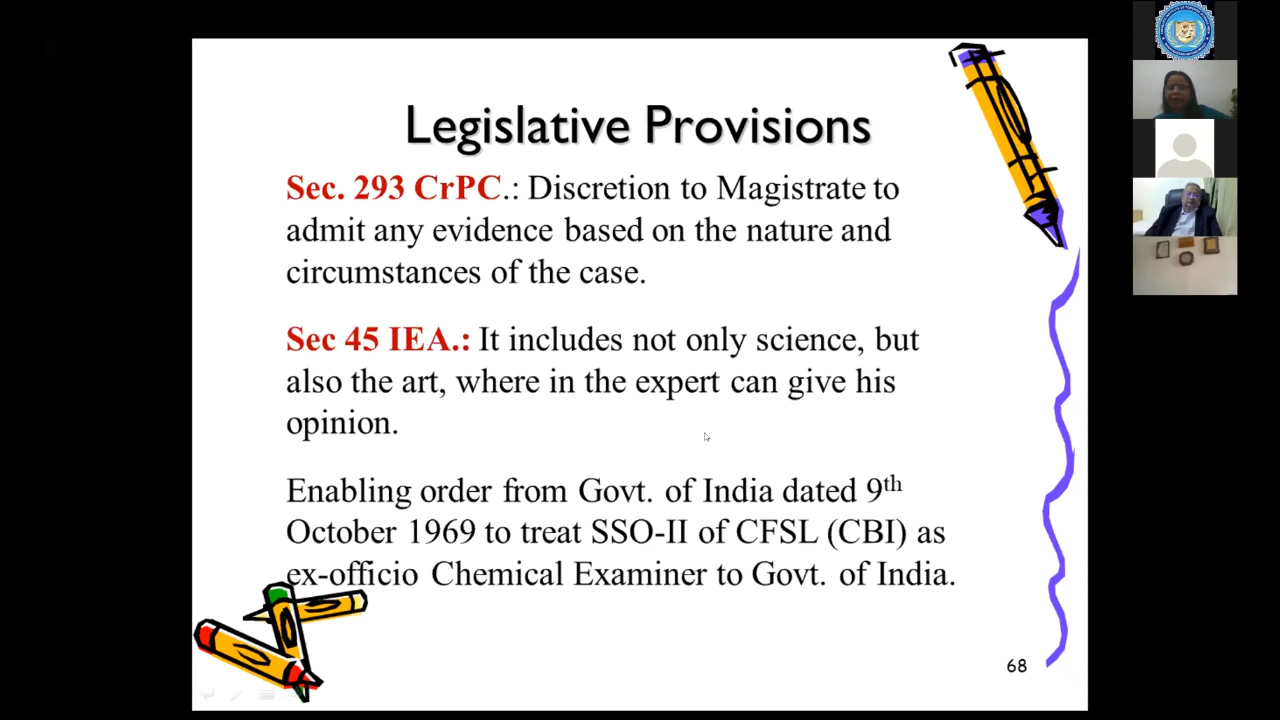 Legislative Provisions
Sec. 293 CrPC.: Discretion to Magistrate to
admit any evidence based on the nature and
circumstances of the case.
Sec 45 IEA.: It includes not only science, but
also the art, where in the expert can give his
opinion.
Enabling order from Govt. of India dated 9th
October 1969 to treat SSO-II of CFSL (CBI) as
ex-officio Chemical Examiner to Govt. of India.
68